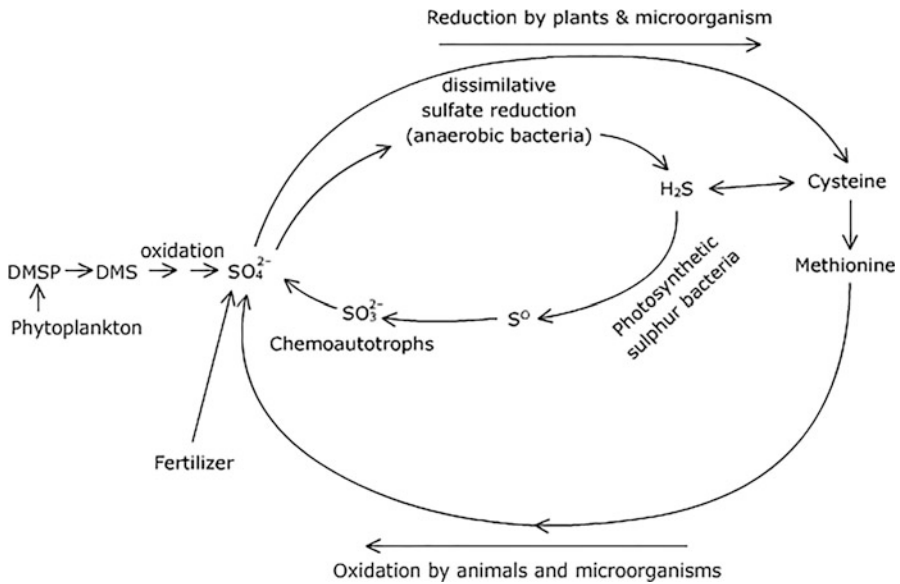 Reduction by plants & microorganism
dissimilative
sulfate reduction
(anaerobic bacteria)
H₂S
Cysteine
oxidation
DMSP
DMS
SO₄²⁻
Methionine
Phytoplankton
SO₃²⁻
S⁰
Photosynthetic
sulphur bacteria
Chemoautotrophs
Fertilizer
Oxidation by animals and microorganisms